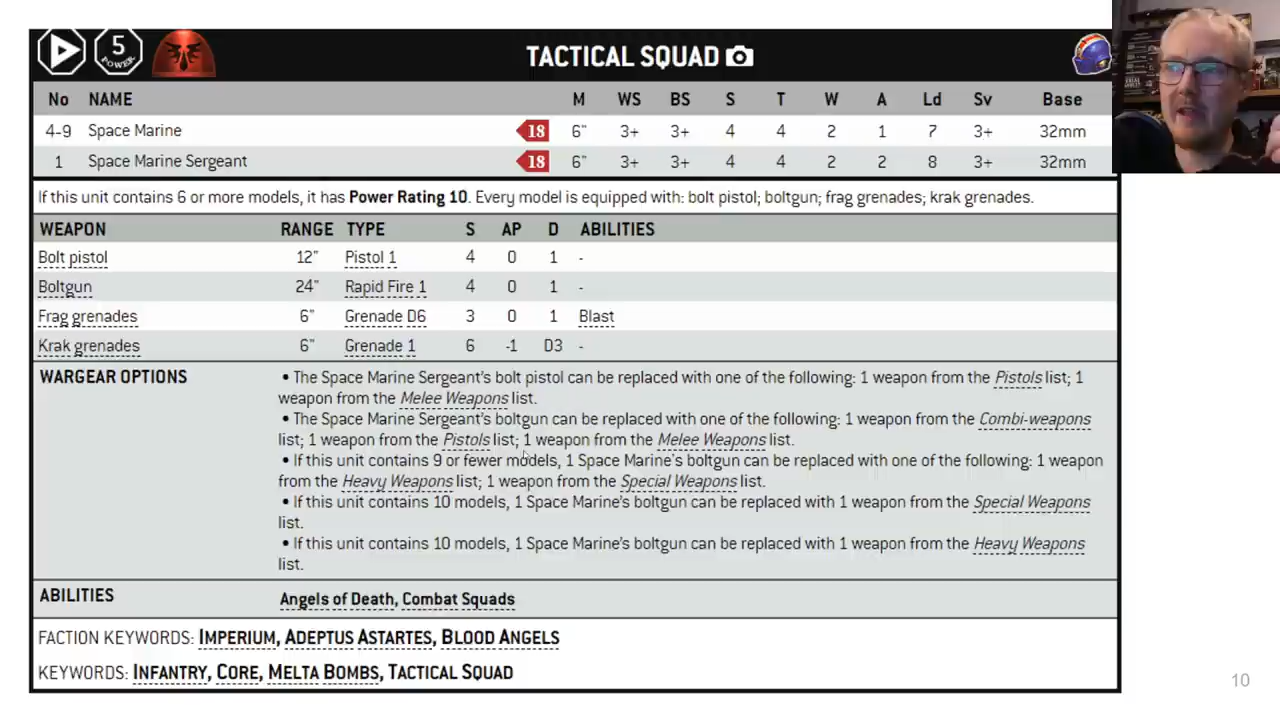 5
POWER
TACTICAL SQUAD
No NAME M WS BS S T W A Ld Sv Base
4-9 Space Marine 18 6" 3+ 3+ 4 4 2 1 7 3+ 32mm
1 Space Marine Sergeant 18 6" 3+ 3+ 4 4 2 2 8 3+ 32mm
If this unit contains 6 or more models, it has Power Rating 10. Every model is equipped with: bolt pistol; boltgun; frag grenades; krak grenades.
WEAPON RANGE TYPE S AP D ABILITIES
Bolt pistol 12" Pistol 1 4 0 1 -
Boltgun 24" Rapid Fire 1 4 0 1 -
Frag grenades 6" Grenade D6 3 0 1 Blast
Krak grenades 6" Grenade 1 6 -1 D3 -
WARGEAR OPTIONS • The Space Marine Sergeant's bolt pistol can be replaced with one of the following: 1 weapon from the Pistols list; 1
weapon from the Melee Weapons list.
• The Space Marine Sergeant's boltgun can be replaced with one of the following: 1 weapon from the Combi-weapons
list; 1 weapon from the Pistols list; 1 weapon from the Melee Weapons list.
• If this unit contains 9 or fewer models, 1 Space Marine's boltgun can be replaced with one of the following: 1 weapon
from the Heavy Weapons list; 1 weapon from the Special Weapons list.
• If this unit contains 10 models, 1 Space Marine's boltgun can be replaced with 1 weapon from the Special Weapons
list.
• If this unit contains 10 models, 1 Space Marine's boltgun can be replaced with 1 weapon from the Heavy Weapons
list.
ABILITIES Angels of Death, Combat Squads
FACTION KEYWORDS: IMPERIUM, ADEPTUS ASTARTES, BLOOD ANGELS
KEYWORDS: INFANTRY, CORE, MELTA BOMBS, TACTICAL SQUAD
10